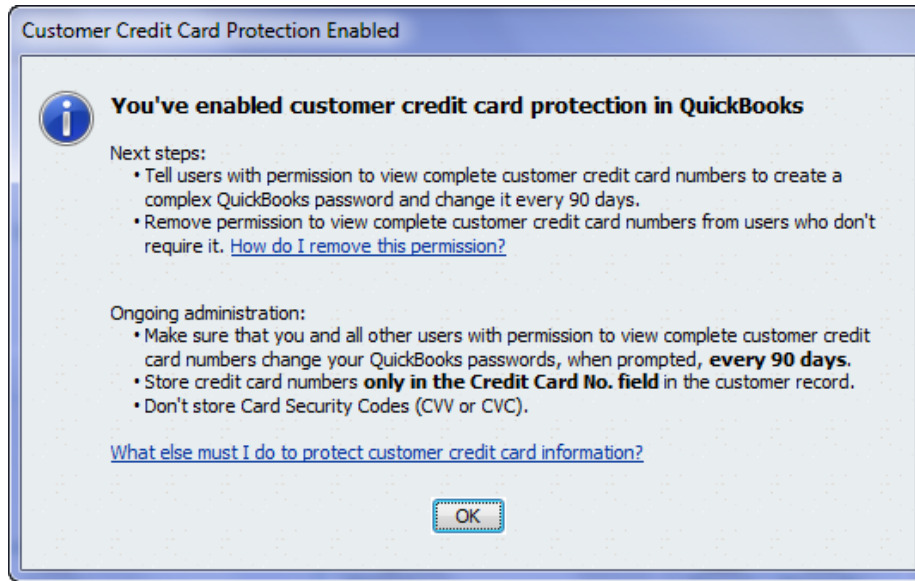 Customer Credit Card Protection Enabled
You've enabled customer credit card protection in QuickBooks
Next steps:
• Tell users with permission to view complete customer credit card numbers to create a
complex QuickBooks password and change it every 90 days.
• Remove permission to view complete customer credit card numbers from users who don't
require it. How do I remove this permission?
Ongoing administration:
• Make sure that you and all other users with permission to view complete customer credit
card numbers change your QuickBooks passwords, when prompted, every 90 days.
• Store credit card numbers only in the Credit Card No. field in the customer record.
• Don't store Card Security Codes (CVV or CVC).
What else must I do to protect customer credit card information?
OK